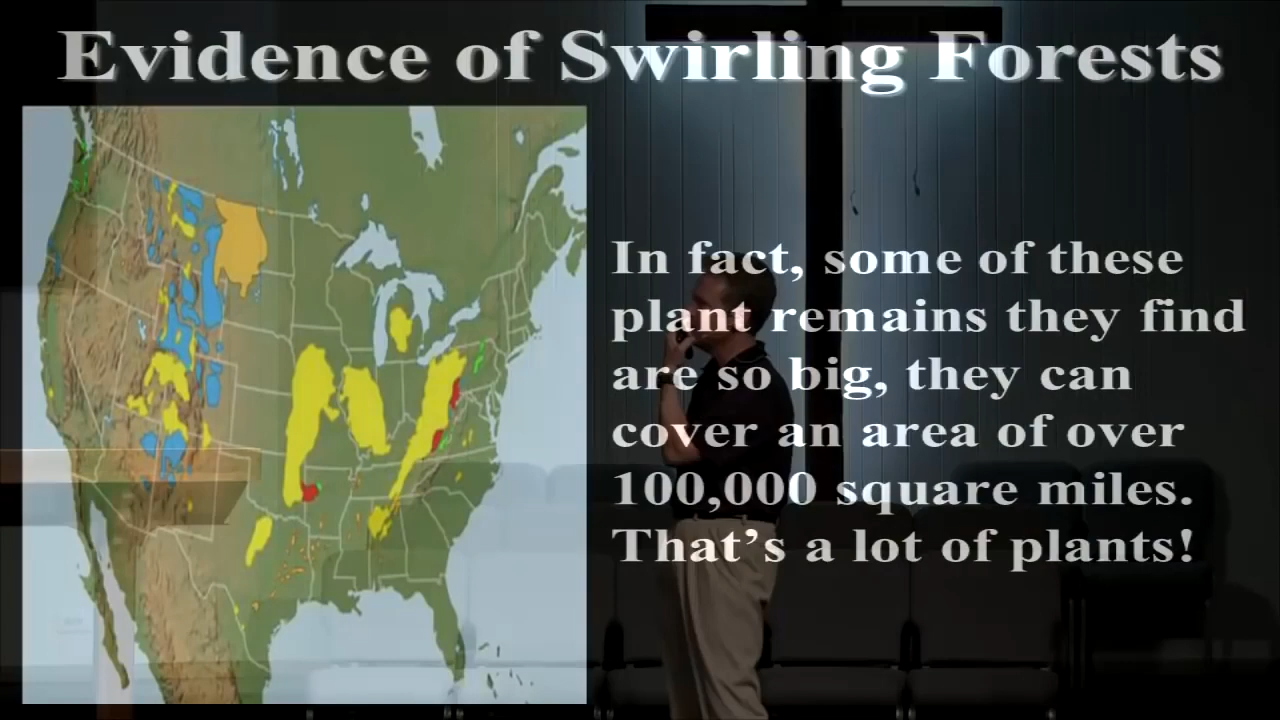 Evidence of Swirling Forests
In fact, some of these
plant remains they find
are so big, they can
cover an area of over
100,000 square miles.
That's a lot of plants!